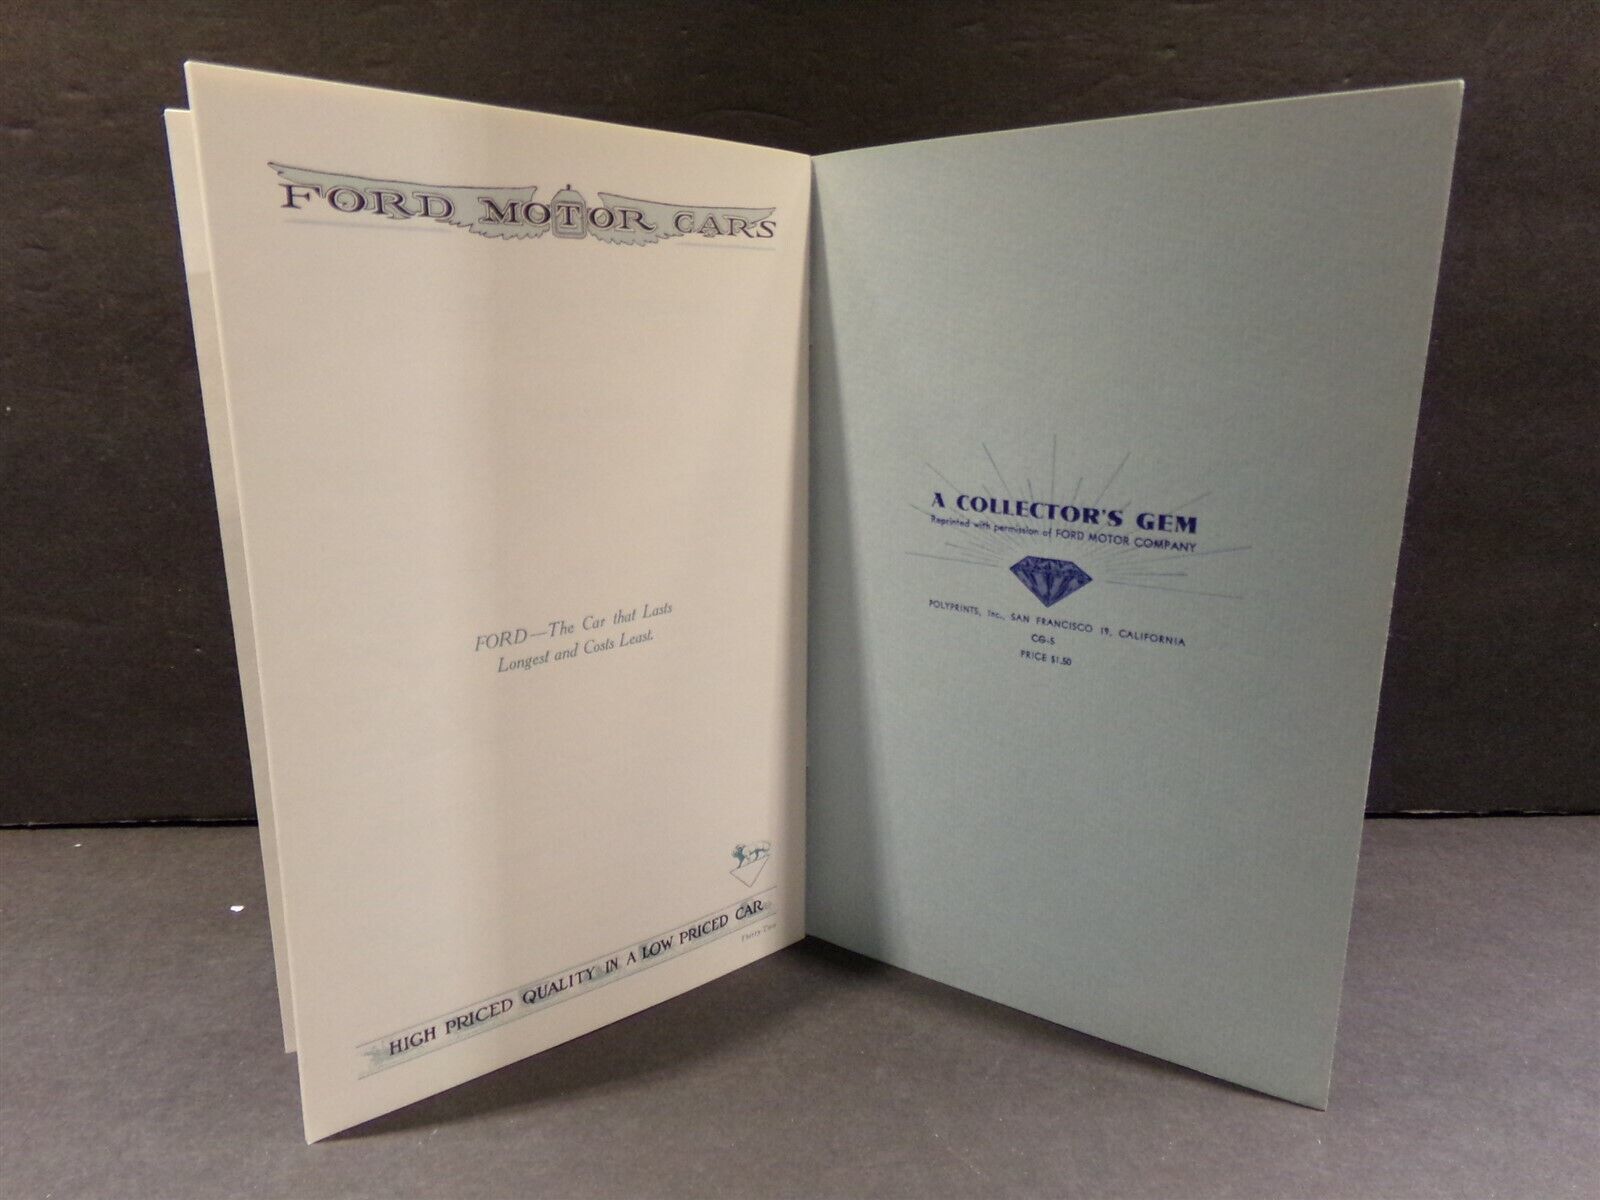 FORD MOTOR CARS
FORD—The Car that Lasts
Longest and Costs Least.
HIGH PRICED QUALITY IN A LOW PRICED CAR
Thirty-Two
A COLLECTOR'S GEM
Reprinted with permission of FORD MOTOR COMPANY
POLYPRINTS, Inc., SAN FRANCISCO 19, CALIFORNIA
CG-5
PRICE $1.50